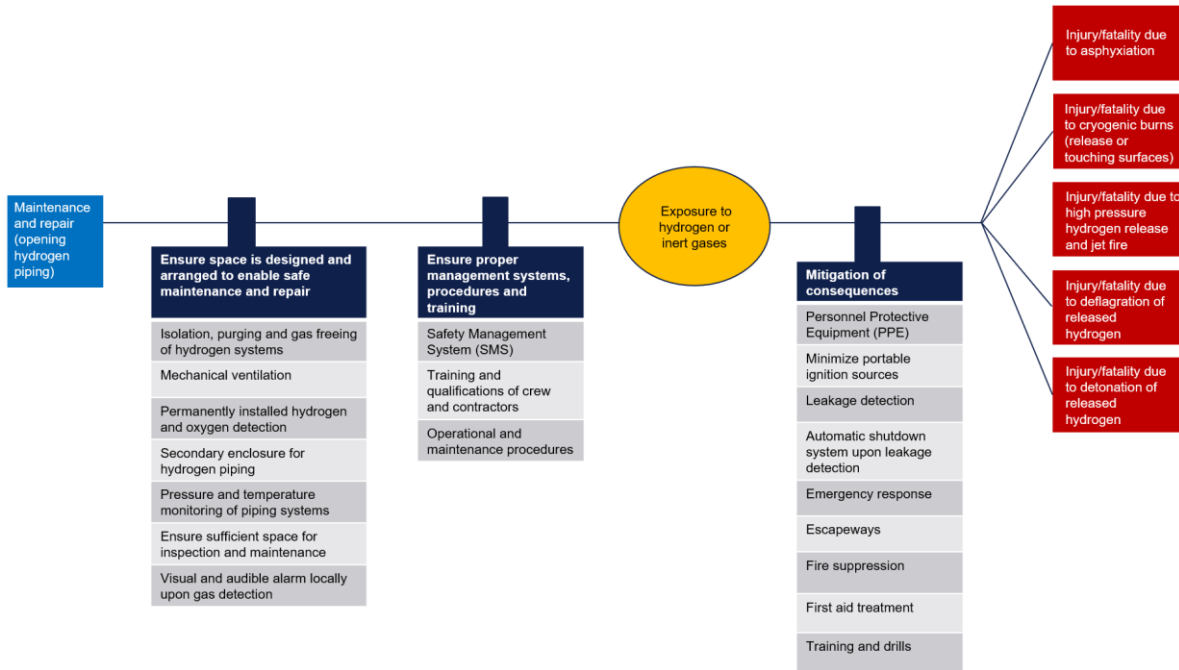 Maintenance
and repair
(opening
hydrogen
piping)
Ensure space is designed and
arranged to enable safe
maintenance and repair
Isolation, purging and gas freeing
of hydrogen systems
Mechanical ventilation
Permanently installed hydrogen
and oxygen detection
Secondary enclosure for
hydrogen piping
Pressure and temperature
monitoring of piping systems
Ensure sufficient space for
inspection and maintenance
Visual and audible alarm locally
upon gas detection
Ensure proper
management systems,
procedures and
training
Safety Management
System (SMS)
Training and
qualifications of crew
and contractors
Operational and
maintenance procedures
Exposure to
hydrogen or
inert gases
Mitigation of
consequences
Personnel Protective
Equipment (PPE)
Minimize portable
ignition sources
Leakage detection
Automatic shutdown
system upon leakage
detection
Emergency response
Escapeways
Fire suppression
First aid treatment
Training and drills
Injury/fatality due
to asphyxiation
Injury/fatality due
to cryogenic burns
(release or
touching surfaces)
Injury/fatality due to
high pressure
hydrogen release
and jet fire
Injury/fatality due
to deflagration of
released
hydrogen
Injury/fatality due
to detonation of
released
hydrogen